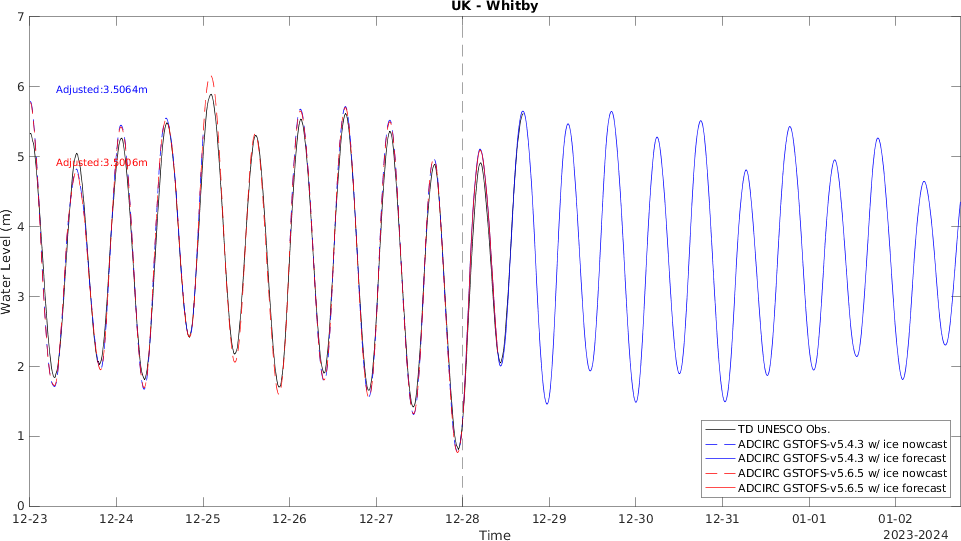 UK - Whitby
7
6
5
4
3
2
1
0
Water Level (m)
Adjusted:3.5064m
Adjusted:3.5006m
TD UNESCO Obs.
ADCIRC GSTOFS-v5.4.3 w/ ice nowcast
ADCIRC GSTOFS-v5.4.3 w/ ice forecast
ADCIRC GSTOFS-v5.6.5 w/ ice nowcast
ADCIRC GSTOFS-v5.6.5 w/ ice forecast
12-23 12-24 12-25 12-26 12-27 12-28 12-29 12-30 12-31 01-01 01-02
Time
2023-2024